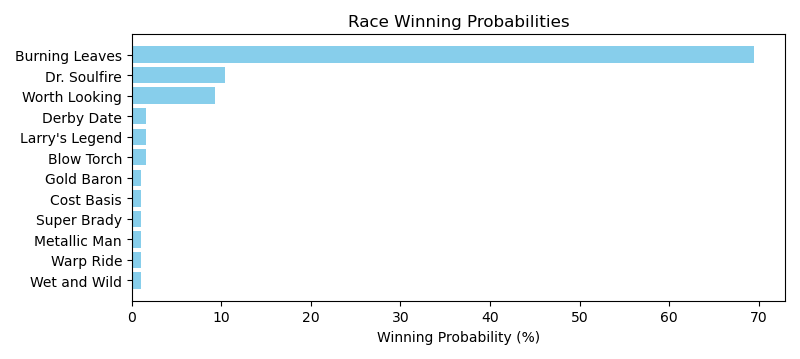 Race Winning Probabilities
Burning Leaves
Dr. Soulfire
Worth Looking
Derby Date
Larry's Legend
Blow Torch
Gold Baron
Cost Basis
Super Brady
Metallic Man
Warp Ride
Wet and Wild
0 10 20 30 40 50 60 70
Winning Probability (%)